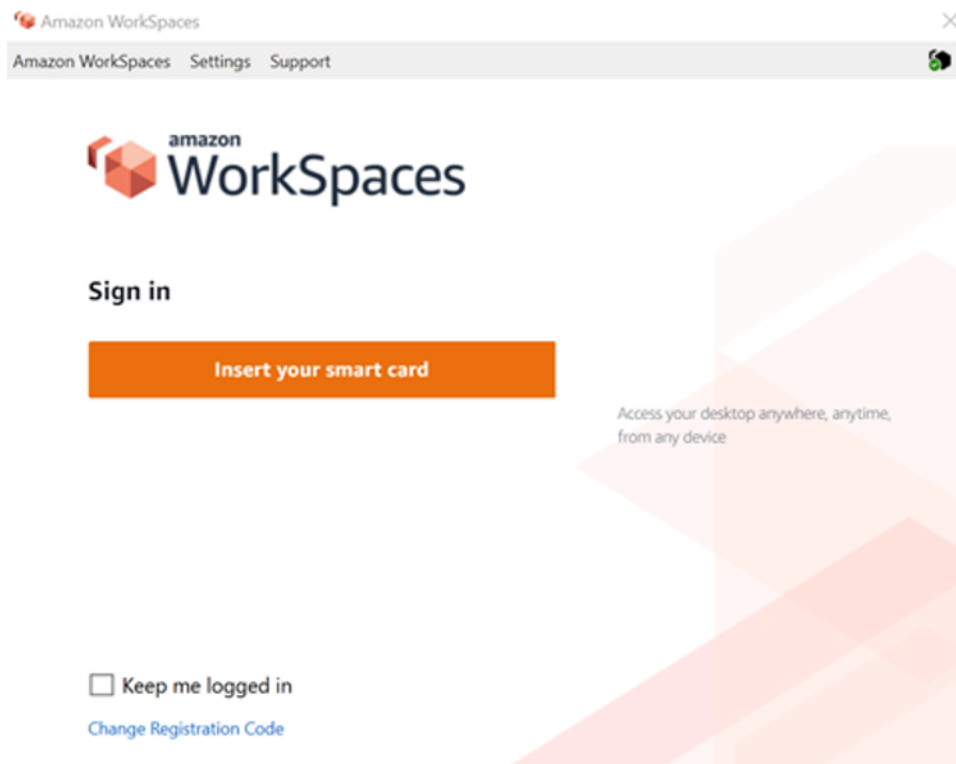 Amazon WorkSpaces
Amazon WorkSpaces Settings Support
amazon
WorkSpaces
Sign in
Insert your smart card
Access your desktop anywhere, anytime,
from any device
Keep me logged in
Change Registration Code